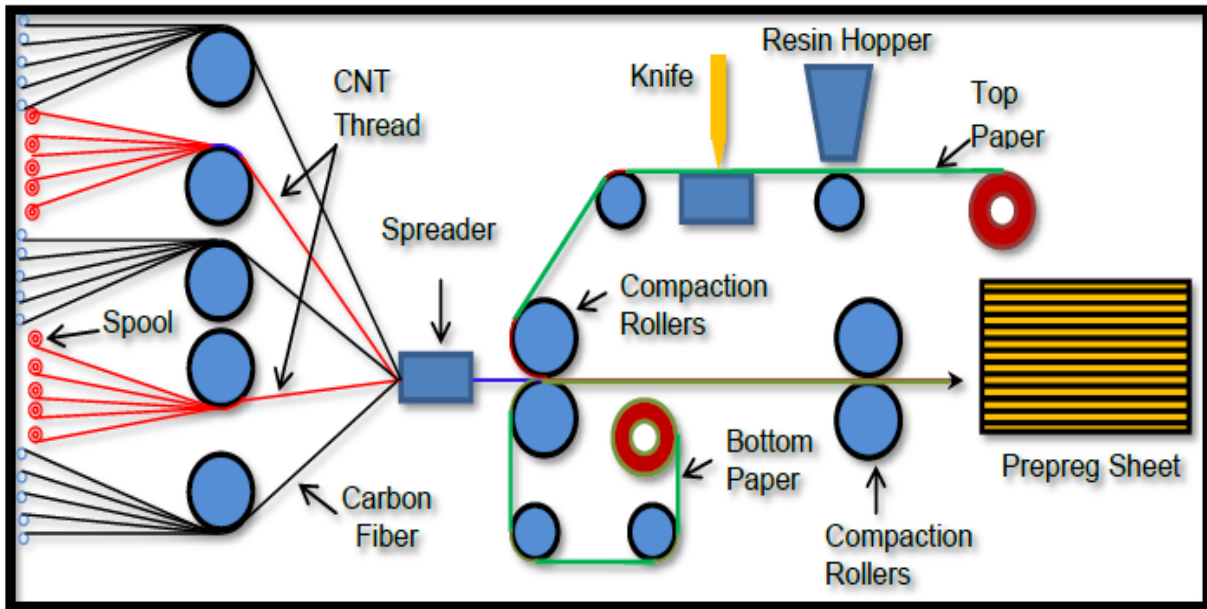 Resin Hopper
Knife
CNT
Thread
Top
Paper
Spreader
Compaction
Rollers
Spool
Bottom
Paper
Prepreg Sheet
Carbon
Fiber
Compaction
Rollers